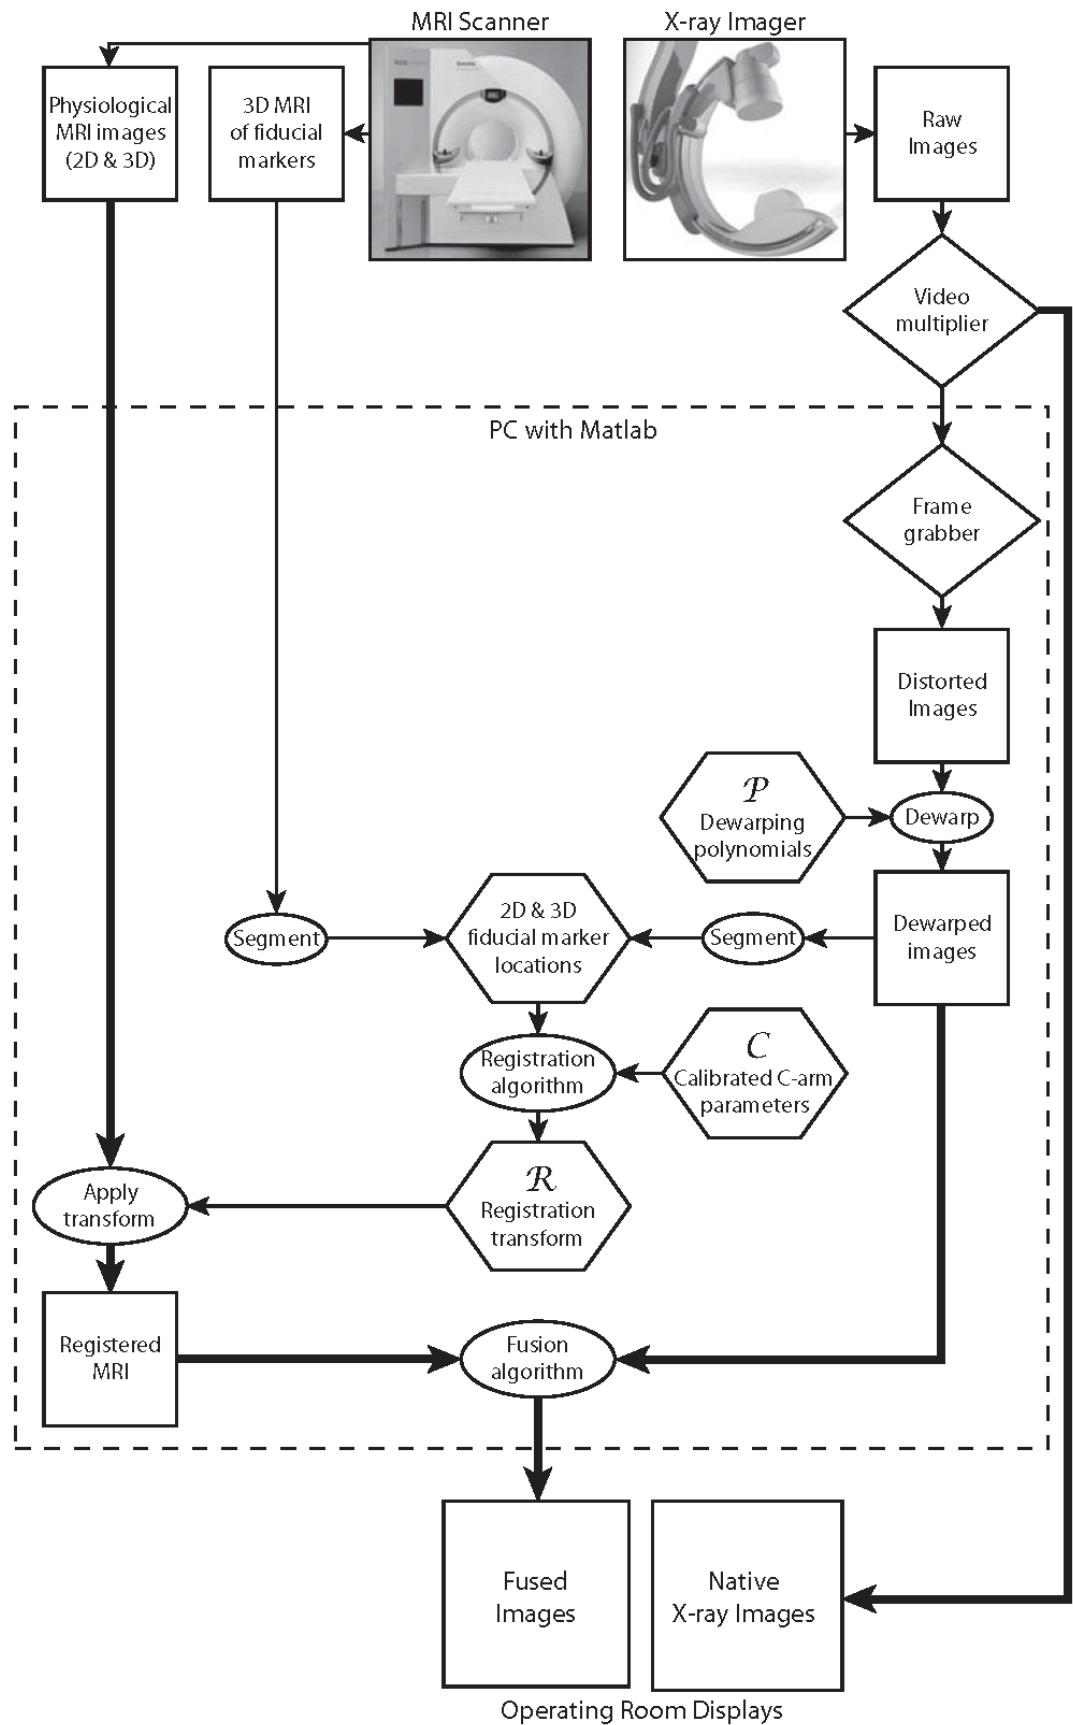 MRI Scanner
X-ray Imager
Physiological
MRI images
(2D & 3D)
3D MRI
of fiducial
markers
Raw
Images
Video
multiplier
PC with Matlab
Frame
grabber
Distorted
Images
P
Dewarping
polynomials
Dewarp
Segment
2D & 3D
fiducial marker
locations
Segment
Dewarped
images
Registration
algorithm
C
Calibrated C-arm
parameters
Apply
transform
R
Registration
transform
Registered
MRI
Fusion
algorithm
Fused
Images
Native
X-ray Images
Operating Room Displays